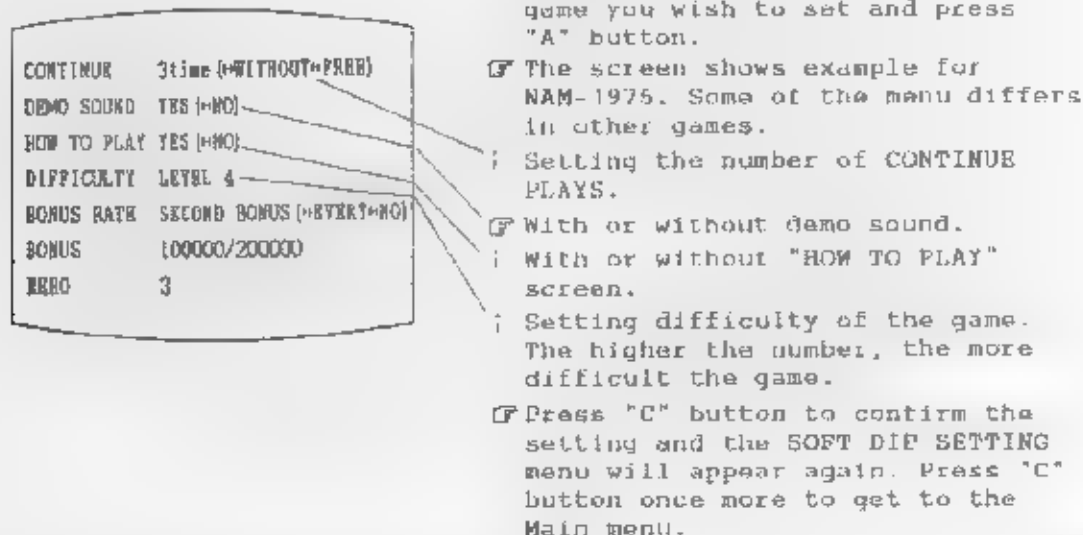 CONTINUE 3time (↔WITHOUT↔FREE)
DEMO SOUND YES (↔NO)
HOW TO PLAY YES (↔NO)
DIFFICULTY LEVEL 4
BONUS RATE SECOND BONUS (↔EVERY↔NO)
BONUS 100000/200000
HERO 3
game you wish to set and press
"A" button.
☞ The screen shows example for
NAM-1975. Some of the menu differs
in other games.
Setting the number of CONTINUE
PLAYS.
☞ With or without demo sound.
With or without "HOW TO PLAY"
screen.
Setting difficulty of the game.
The higher the number, the more
difficult the game.
☞ Press "C" button to confirm the
setting and the SOFT DIP SETTING
menu will appear again. Press "C"
button once more to get to the
Main menu.